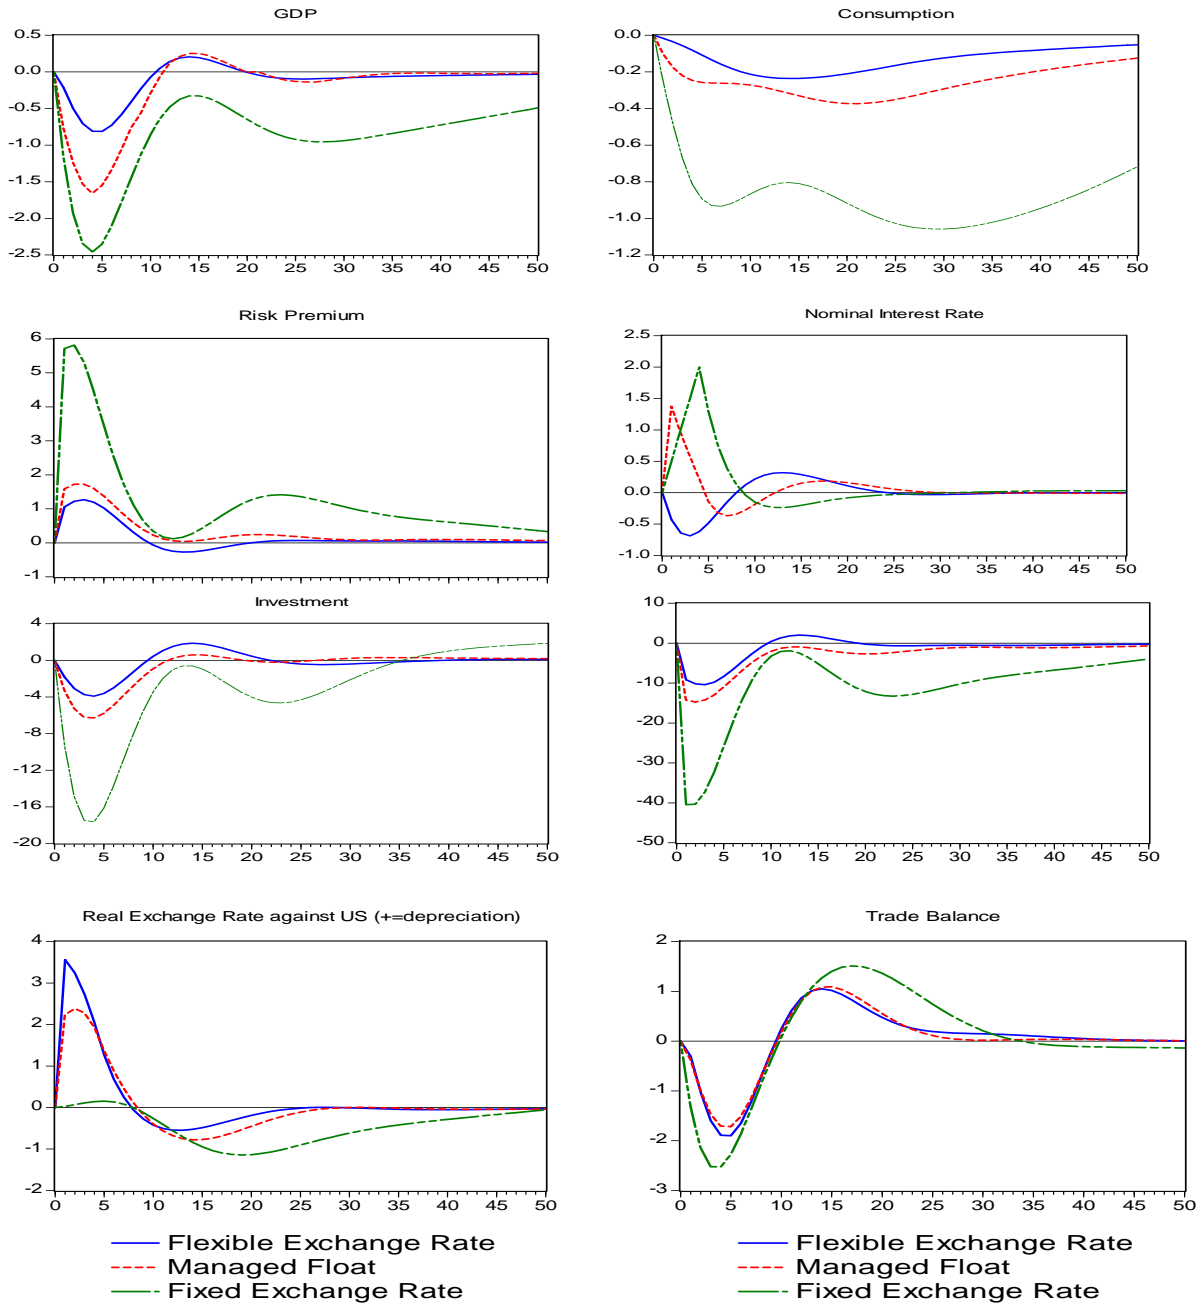 GDP
0.5
0.0
-0.5
-1.0
-1.5
-2.0
-2.5
0 5 10 15 20 25 30 35 40 45 50
Consumption
0.0
-0.2
-0.4
-0.6
-0.8
-1.0
-1.2
0 5 10 15 20 25 30 35 40 45 50
Risk Premium
6
5
4
3
2
1
0
-1
Nominal Interest Rate
2.5
2.0
1.5
1.0
0.5
0.0
-0.5
-1.0
0 5 10 15 20 25 30 35 40 45 50
Investment
4
0
-4
-8
-12
-16
-20
0 5 10 15 20 25 30 35 40 45 50
10
0
-10
-20
-30
-40
-50
0 5 10 15 20 25 30 35 40 45 50
Real Exchange Rate against US (+=depreciation)
4
3
2
1
0
-1
-2
0 5 10 15 20 25 30 35 40 45 50
Trade Balance
2
1
0
-1
-2
-3
0 5 10 15 20 25 30 35 40 45 50
Flexible Exchange Rate
Managed Float
Fixed Exchange Rate
Flexible Exchange Rate
Managed Float
Fixed Exchange Rate